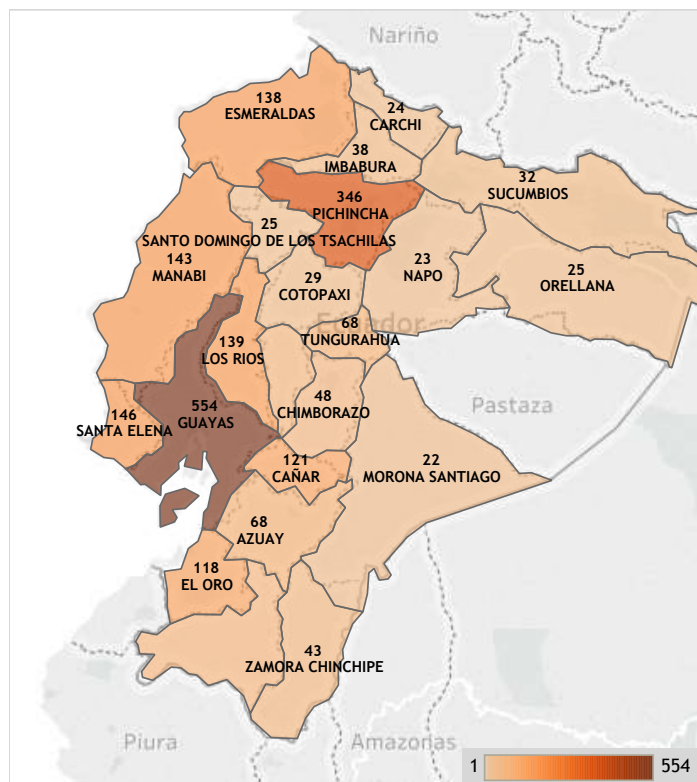 Nariño
138
ESMERALDAS
24
CARCHI
38
IMBABURA
32
SUCUMBIOS
346
PICHINCHA
25
SANTO DOMINGO DE LOS TSACHILAS
143
MANABI
23
NAPO
25
ORELLANA
29
COTOPAXI
Ecuador
68
TUNGURAHUA
139
LOS RIOS
48
CHIMBORAZO
Pastaza
146
SANTA ELENA
554
GUAYAS
121
CAÑAR
22
MORONA SANTIAGO
68
AZUAY
118
EL ORO
43
ZAMORA CHINCHIPE
Piura
Amazonas
1 554